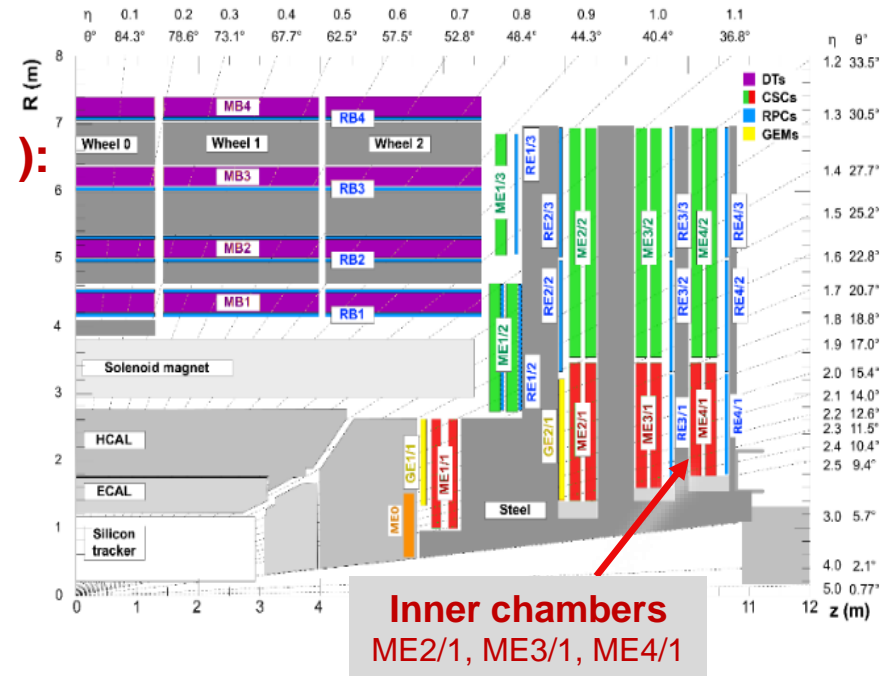 η 0.1 0.2 0.3 0.4 0.5 0.6 0.7 0.8 0.9 1.0 1.1
θ° 84.3° 78.6° 73.1° 67.7° 62.5° 57.5° 52.8° 48.4° 44.3° 40.4° 36.8° η θ°
R (m)
8
7
6
5
4
3
2
1
0
1.2 33.5°
1.3 30.5°
1.4 27.7°
1.5 25.2°
1.6 22.8°
1.7 20.7°
1.8 18.8°
1.9 17.0°
2.0 15.4°
2.1 14.0°
2.2 12.6°
2.3 11.5°
2.4 10.4°
2.5 9.4°
3.0 5.7°
4.0 2.1°
5.0 0.77°
DTs
CSCs
RPCs
GEMs
):
MB4
RB4
Wheel 0
Wheel 1
Wheel 2
MB3
RB3
MB2
RB2
MB1
RB1
Solenoid magnet
HCAL
ECAL
Silicon
tracker
Steel
ME0
GE1/1
ME1/1
ME1/2
ME1/3
RE1/2
RE1/3
GE2/1
RE2/2
RE2/3
ME2/1
ME2/2
ME3/1
ME3/2
RE3/1
RE3/2
RE3/3
ME4/1
ME4/2
RE4/1
RE4/2
RE4/3
0 1 2 3 4 11 12 z (m)
Inner chambers
ME2/1, ME3/1, ME4/1